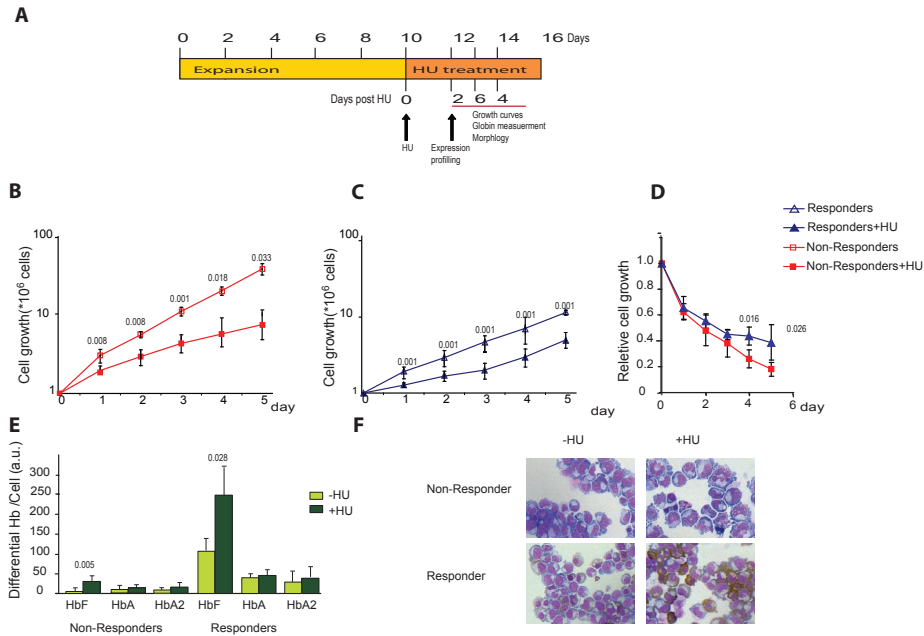 A
0 2 4 6 8 10 12 14 16 Days
Expansion HU treatment
Days post HU 0 2 6 4
Growth curves
Globin measuerment
Morphlogy
HU
Expression
profilling
B
Cell growth(*10⁶ cells)
100
10
1
0.008 0.008 0.001 0.018 0.033
0 1 2 3 4 5
day
C
Cell growth(*10⁶ cells)
100
10
1
0.001 0.001 0.001 0.001 0.001
0 1 2 3 4 5
day
D
Reletive cell growth
1.0
0.8
0.6
0.4
0.2
0
0.016
0.026
0 2 4 6
day
Responders
Responders+HU
Non-Responders
Non-Responders+HU
E
Differential Hb /Cell (a.u.)
300
250
200
150
100
50
0
0.005
0.028
-HU
+HU
HbF HbA HbA2 HbF HbA HbA2
Non-Responders Responders
F
-HU +HU
Non-Responder
Responder